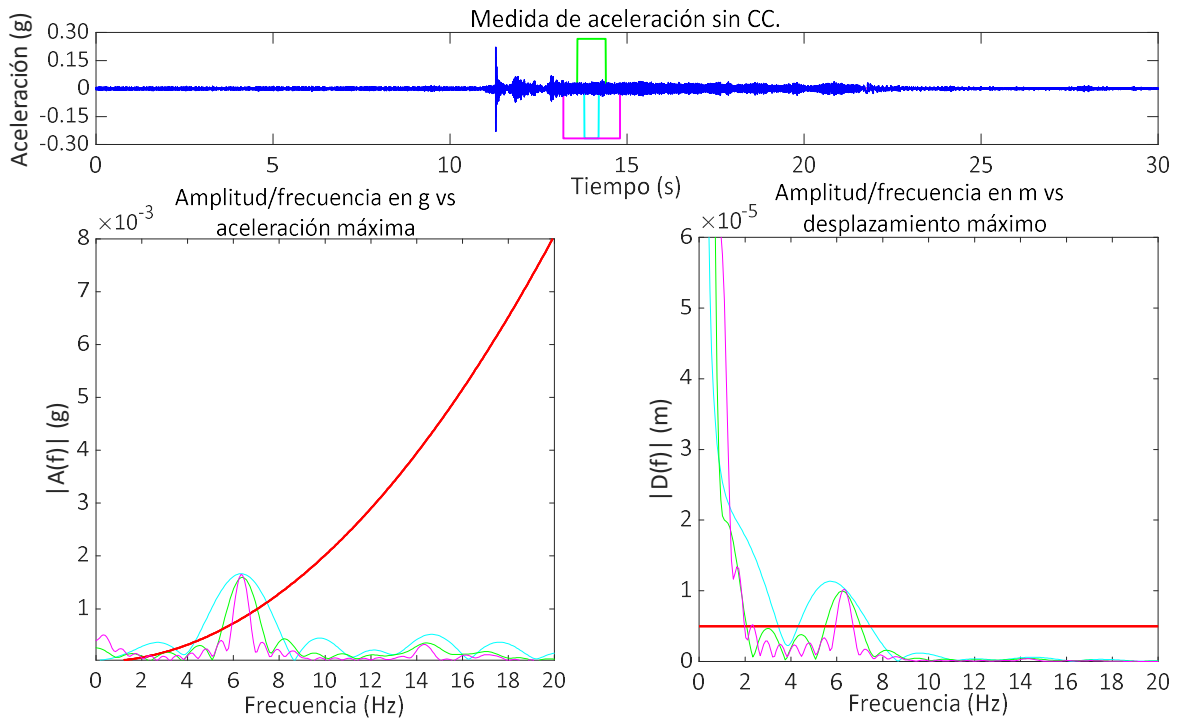 Medida de aceleración sin CC.
Aceleración (g)
0.30
0.15
0
-0.15
-0.30
0 5 10 15 20 25 30
Tiempo (s)
Amplitud/frecuencia en g vs
aceleración máxima
×10-3
|A(f)| (g)
8
7
6
5
4
3
2
1
0 2 4 6 8 10 12 14 16 18 20
Frecuencia (Hz)
Amplitud/frecuencia en m vs
desplazamiento máximo
×10-5
|D(f)| (m)
6
5
4
3
2
1
0
0 2 4 6 8 10 12 14 16 18 20
Frecuencia (Hz)